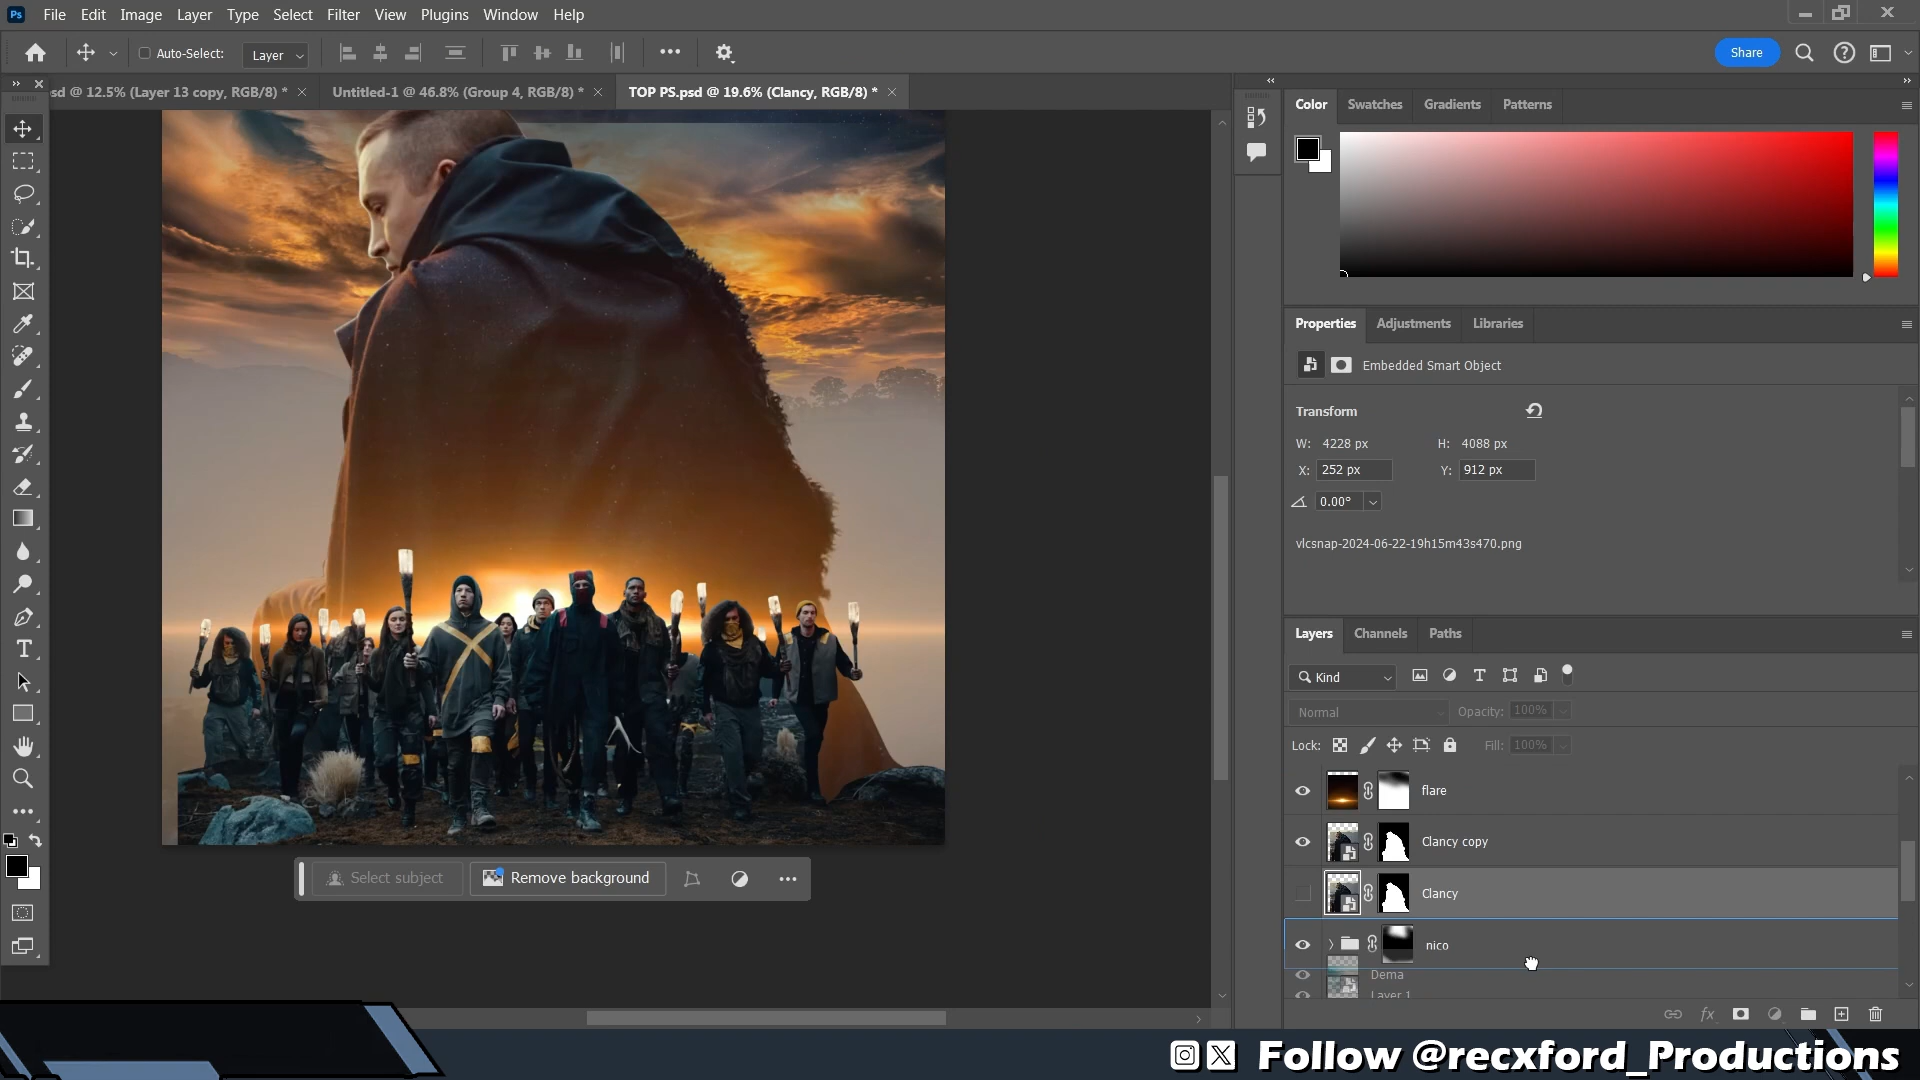 Ps File Edit Image Layer Type Select Filter View Plugins Window Help
Auto-Select: Layer Share
sd @ 12.5% (Layer 13 copy, RGB/8) * Untitled-1 @ 46.8% (Group 4, RGB/8) * TOP PS.psd @ 19.6% (Clancy, RGB/8) *
Color Swatches Gradients Patterns
Properties Adjustments Libraries
Embedded Smart Object
Transform
W: 4228 px H: 4088 px
X: 252 px Y: 912 px
0.00°
vlcsnap-2024-06-22-19h15m43s470.png
Layers Channels Paths
Kind
Normal Opacity: 100%
Lock: Fill: 100%
flare
Clancy copy
Clancy
nico
Dema
Layer 1
Select subject Remove background
fx
Follow @recxford_Productions